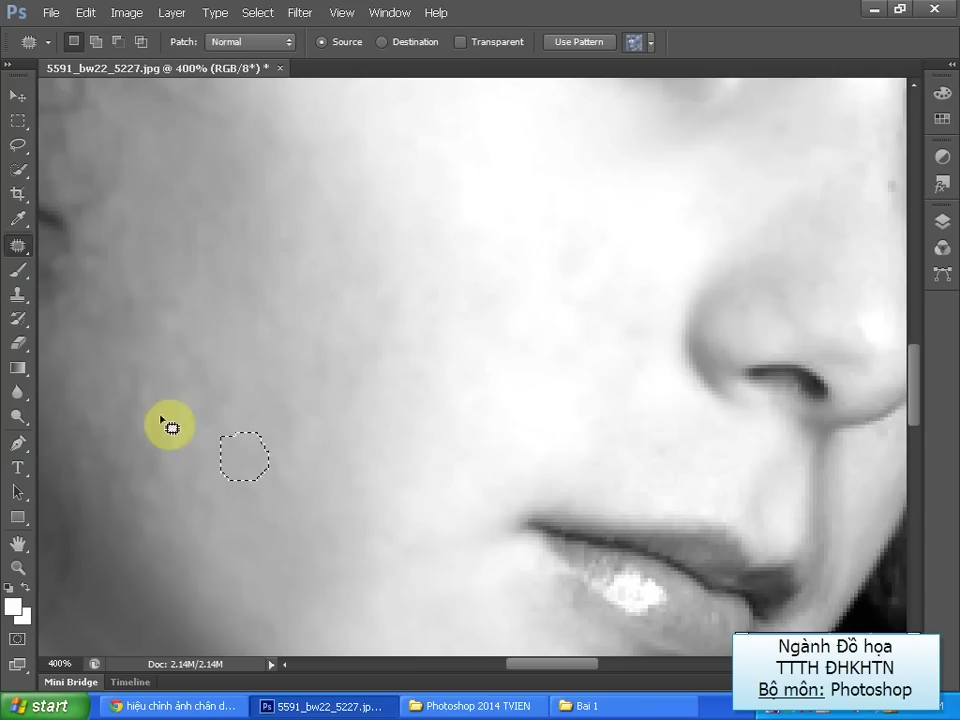 Ps File Edit Image Layer Type Select Filter View Window Help
Patch: Normal Source Destination Transparent Use Pattern
5591_bw22_5227.jpg @ 400% (RGB/8*) * ×
400% Doc: 2.14M/2.14M
Mini Bridge Timeline
Ngành Đồ họa
TTTH ĐHKHTN
Bộ môn: Photoshop
start hiệu chỉnh ảnh chân d... 5591_bw22_5227.jp... Photoshop 2014 TVIEN Bai 1